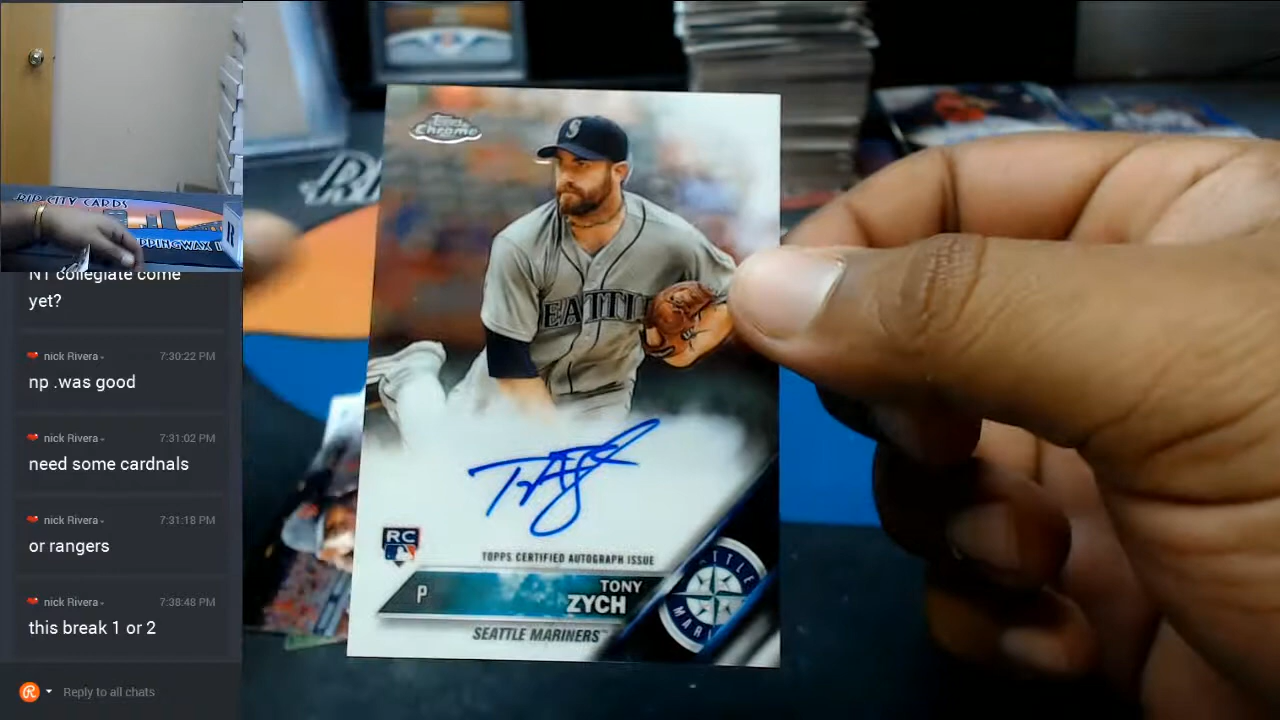 RIP CITY CARDS
NT collegiate come
yet?
nick Rivera
7:30:22 PM
np .was good
nick Rivera
7:31:02 PM
need some cardnals
nick Rivera
7:31:18 PM
or rangers
nick Rivera
7:38:48 PM
this break 1 or 2
Reply to all chats
Topps
Chrome
S
SEATTL
RC
TOPPS CERTIFIED AUTOGRAPH ISSUE
P
TONY
ZYCH
SEATTLE MARINERS